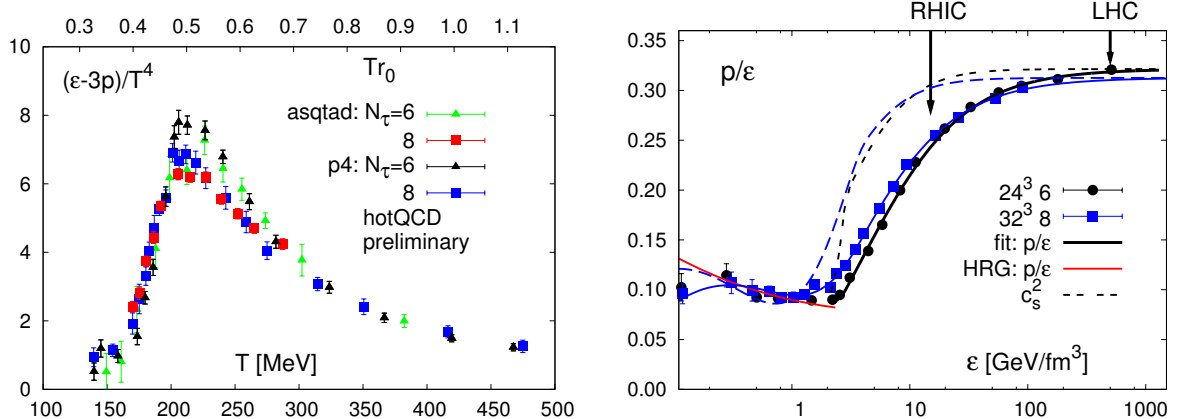 0.3 0.4 0.5 0.6 0.7 0.8 0.9 1.0 1.1
Tr₀
(ε-3p)/T⁴
asqtad: Nτ=6
8
p4: Nτ=6
8
hotQCD
preliminary
10
8
6
4
2
0
100 150 200 250 300 350 400 450 500
T [MeV]
RHIC LHC
p/ε
0.35
0.30
0.25
0.20
0.15
0.10
0.05
0.00
24³ 6
32³ 8
fit: p/ε
HRG: p/ε
cₛ²
ε [GeV/fm³]
1 10 100 1000